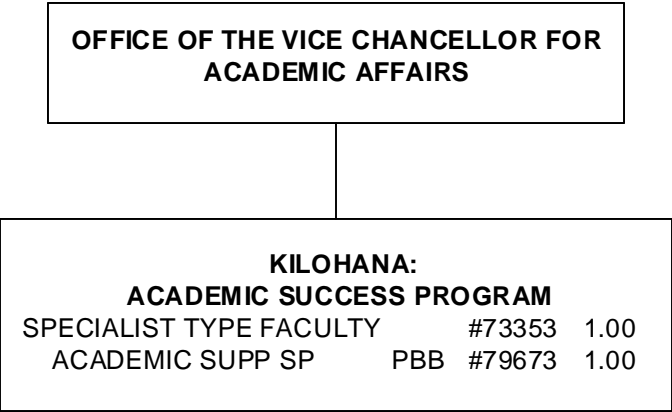 OFFICE OF THE VICE CHANCELLOR FOR
ACADEMIC AFFAIRS
KILOHANA:
ACADEMIC SUCCESS PROGRAM
SPECIALIST TYPE FACULTY #73353 1.00
ACADEMIC SUPP SP PBB #79673 1.00